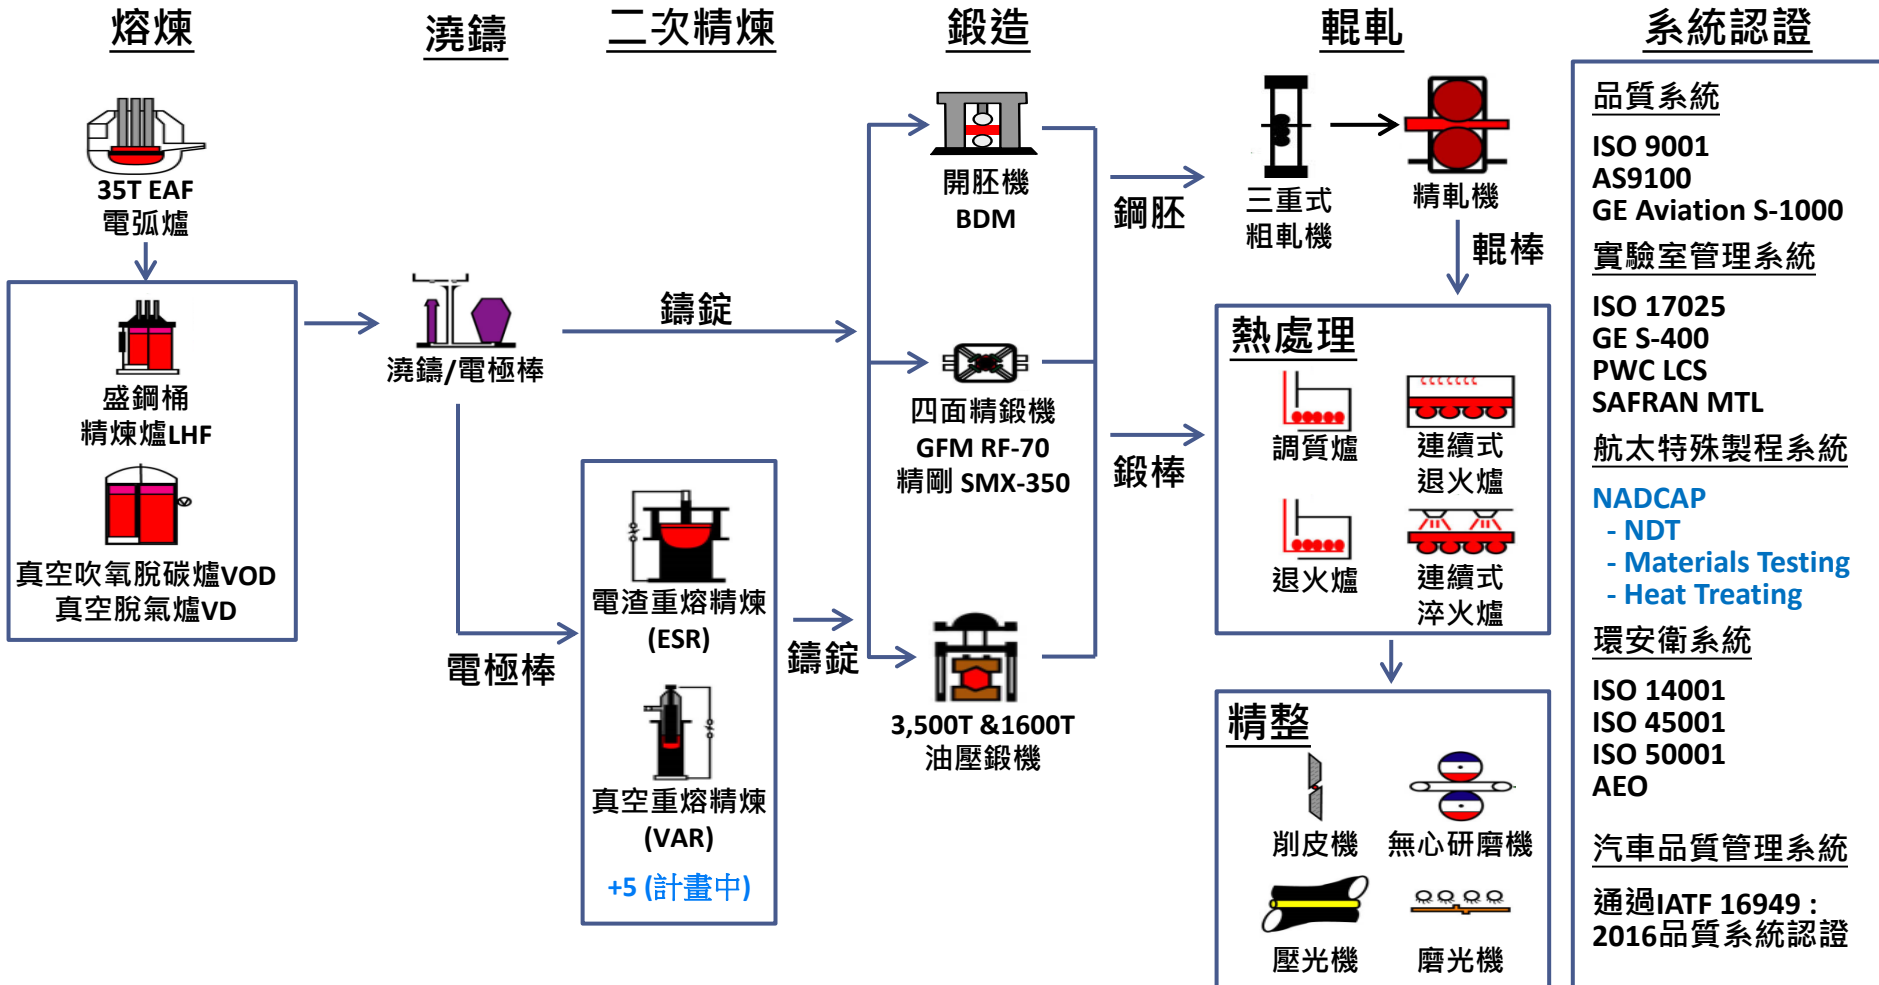 熔煉
35T EAF
電弧爐
盛鋼桶
精煉爐LHF
真空吹氧脫碳爐VOD
真空脫氣爐VD
澆鑄
澆鑄/電極棒
鑄錠
電極棒
二次精煉
電渣重熔精煉
(ESR)
真空重熔精煉
(VAR)
+5 (計畫中)
鑄錠
鍛造
開胚機
BDM
四面精鍛機
GFM RF-70
精剛 SMX-350
3,500T &1600T
油壓鍛機
鋼胚
鍛棒
輥軋
三重式
粗軋機
精軋機
輥棒
熱處理
調質爐
連續式
退火爐
退火爐
連續式
淬火爐
精整
削皮機
無心研磨機
壓光機
磨光機
系統認證
品質系統
ISO 9001
AS9100
GE Aviation S-1000
實驗室管理系統
ISO 17025
GE S-400
PWC LCS
SAFRAN MTL
航太特殊製程系統
NADCAP
- NDT
- Materials Testing
- Heat Treating
環安衛系統
ISO 14001
ISO 45001
ISO 50001
AEO
汽車品質管理系統
通過IATF 16949 :
2016品質系統認證